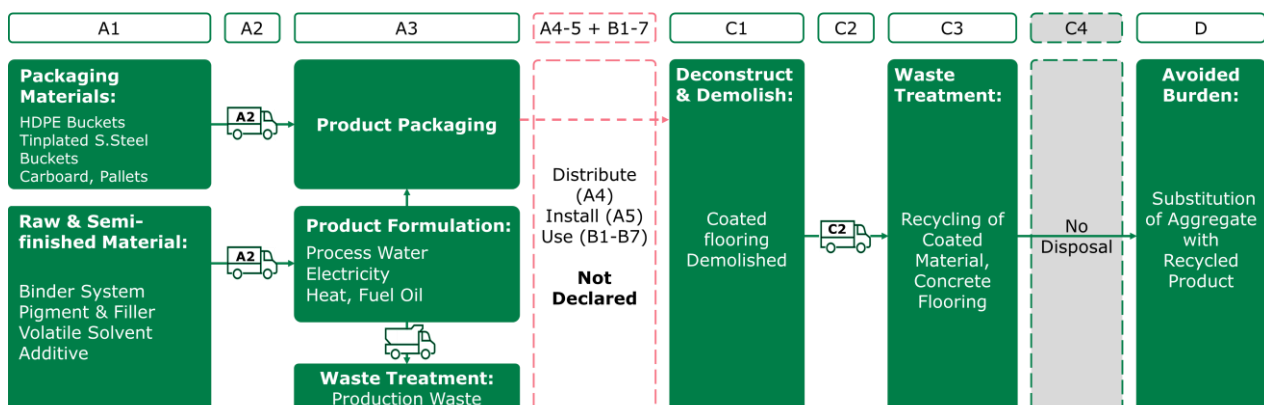 A1
A2
A3
A4-5 + B1-7
C1
C2
C3
C4
D
Packaging
Materials:
HDPE Buckets
Tinplated S.Steel
Buckets
Carboard, Pallets
A2
Product Packaging
Raw & Semi-
finished Material:
Binder System
Pigment & Filler
Volatile Solvent
Additive
A2
Product Formulation:
Process Water
Electricity
Heat, Fuel Oil
Waste Treatment:
Production Waste
Distribute
(A4)
Install (A5)
Use (B1-B7)
Not
Declared
Deconstruct
& Demolish:
Coated
flooring
Demolished
C2
Waste
Treatment:
Recycling of
Coated
Material,
Concrete
Flooring
No
Disposal
Avoided
Burden:
Substitution
of Aggregate
with
Recycled
Product